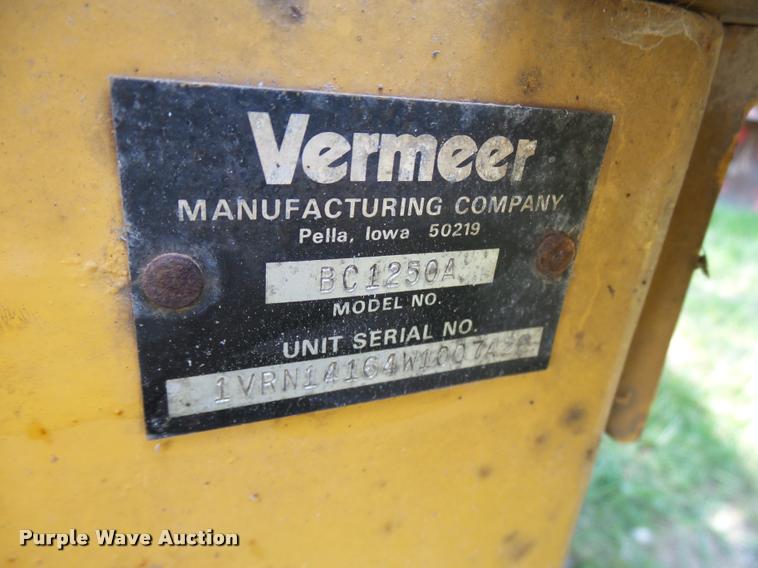 Vermeer
MANUFACTURING COMPANY
Pella, Iowa 50219
BC1250A
MODEL NO.
UNIT SERIAL NO.
Purple Wave Auction